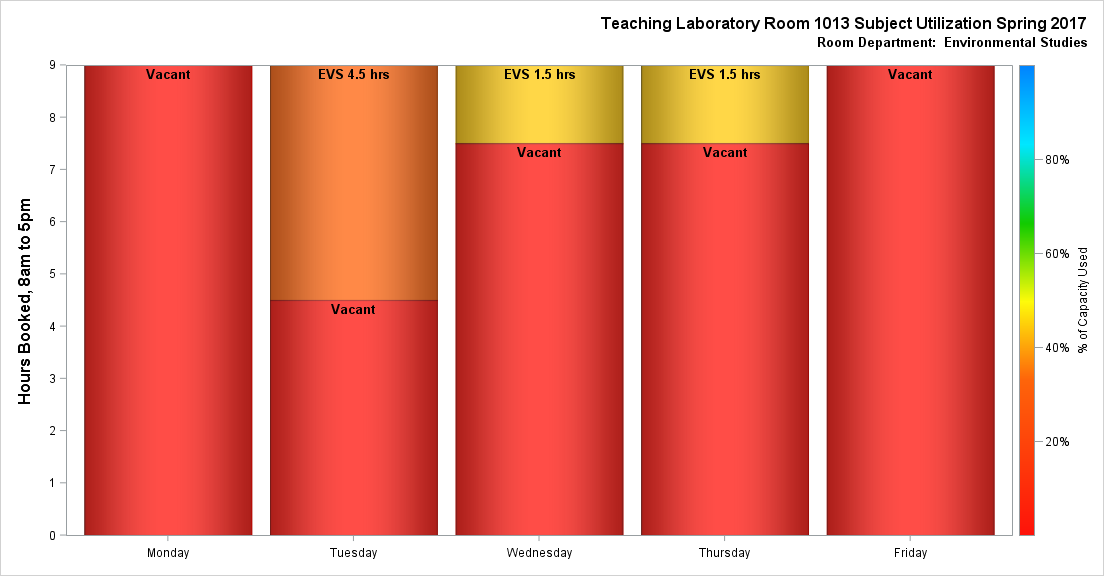 Teaching Laboratory Room 1013 Subject Utilization Spring 2017
Room Department: Environmental Studies
Hours Booked, 8am to 5pm
9
8
7
6
5
4
3
2
1
0
Vacant
EVS 4.5 hrs
Vacant
EVS 1.5 hrs
Vacant
EVS 1.5 hrs
Vacant
Vacant
Monday
Tuesday
Wednesday
Thursday
Friday
80%
60%
40%
20%
% of Capacity Used